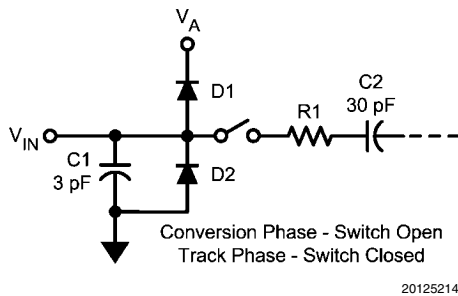 VA
D1
C2
30 pF
R1
VIN
C1
3 pF
D2
Conversion Phase - Switch Open
Track Phase - Switch Closed
20125214